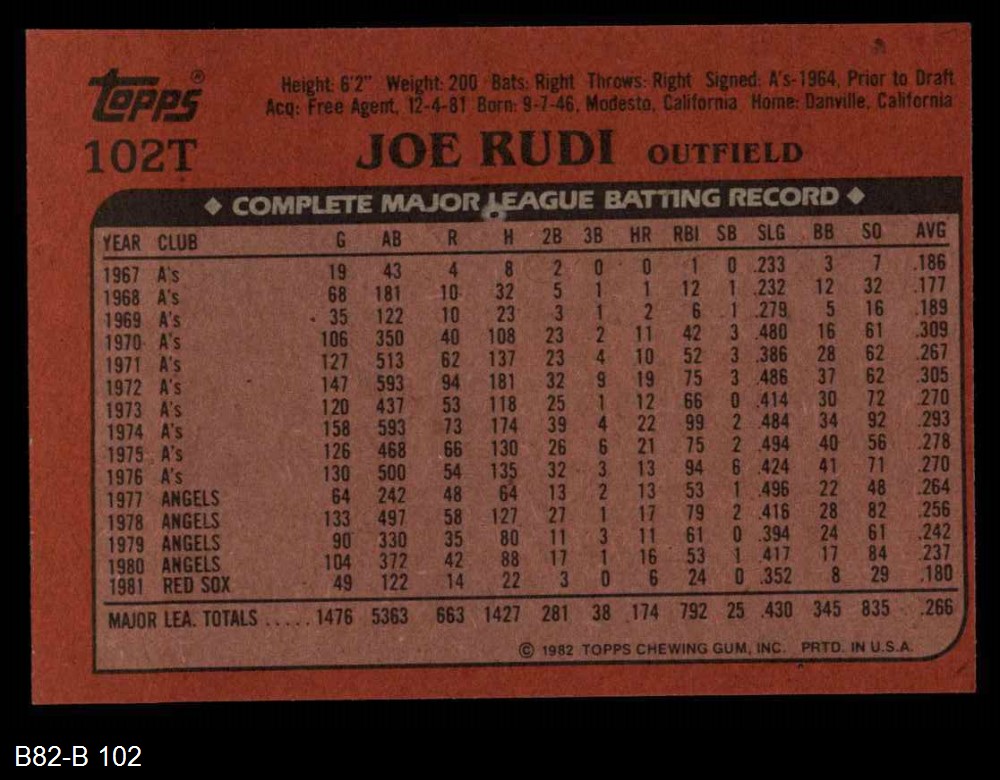 Topps®
Height: 6'2" Weight: 200 Bats: Right Throws: Right Signed: A's-1964, Prior to Draft
Acq: Free Agent, 12-4-81 Born: 9-7-46, Modesto, California Home: Danville, California
102T JOE RUDI OUTFIELD
◆ COMPLETE MAJOR LEAGUE BATTING RECORD ◆
YEAR CLUB G AB R H 2B 3B HR RBI SB SLG BB SO AVG
1967 A's 19 43 4 8 2 0 0 1 0 .233 3 7 .186
1968 A's 68 181 10 32 5 1 1 12 1 .232 12 32 .177
1969 A's 35 122 10 23 3 1 2 6 1 .279 5 16 .189
1970 A's 106 350 40 108 23 2 11 42 3 .480 16 61 .309
1971 A's 127 513 62 137 23 4 10 52 3 .386 28 62 .267
1972 A's 147 593 94 181 32 9 19 75 3 .486 37 62 .305
1973 A's 120 437 53 118 25 1 12 66 0 .414 30 72 .270
1974 A's 158 593 73 174 39 4 22 99 2 .484 34 92 .293
1975 A's 126 468 66 130 26 6 21 75 2 .494 40 56 .278
1976 A's 130 500 54 135 32 3 13 94 6 .424 41 71 .270
1977 ANGELS 64 242 48 64 13 2 13 53 1 .496 22 48 .264
1978 ANGELS 133 497 58 127 27 1 17 79 2 .416 28 82 .256
1979 ANGELS 90 330 35 80 11 3 11 61 0 .394 24 61 .242
1980 ANGELS 104 372 42 88 17 1 16 53 1 .417 17 84 .237
1981 RED SOX 49 122 14 22 3 0 6 24 0 .352 8 29 .180
MAJOR LEA. TOTALS ..... 1476 5363 663 1427 281 38 174 792 25 .430 345 835 .266
© 1982 TOPPS CHEWING GUM, INC. PRTD. IN U.S.A.
B82-B 102